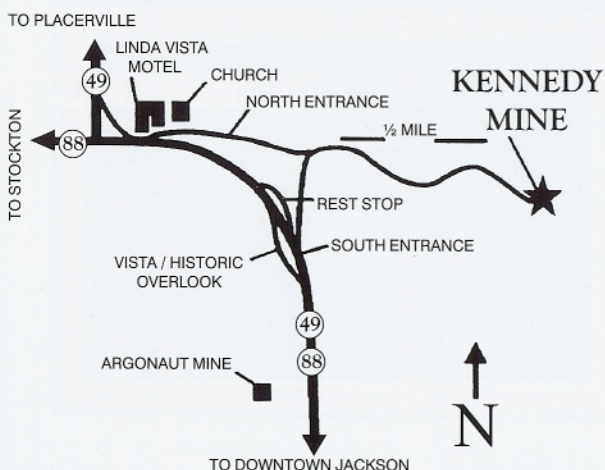 TO PLACERVILLE
LINDA VISTA
MOTEL
49
CHURCH
NORTH ENTRANCE
KENNEDY
MINE
TO STOCKTON
88
½ MILE
REST STOP
SOUTH ENTRANCE
VISTA / HISTORIC
OVERLOOK
49
88
ARGONAUT MINE
N
TO DOWNTOWN JACKSON